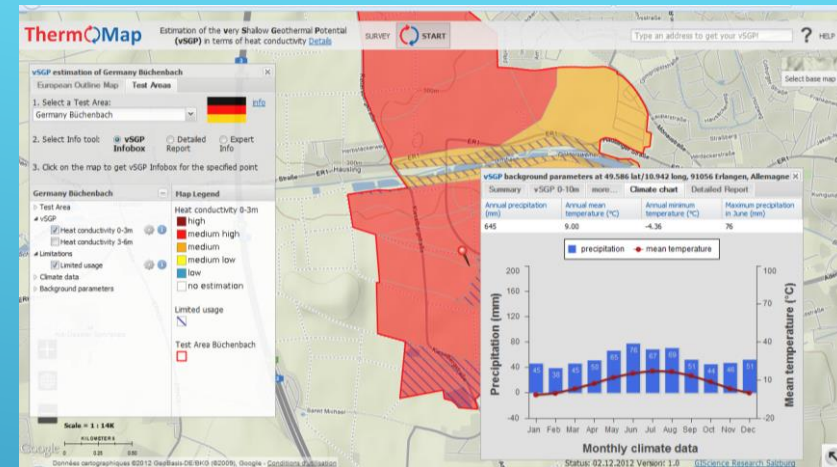 ThermoMap
Estimation of the very Shallow Geothermal Potential
(vSGP) in terms of heat conductivity Details
SURVEY
START
Type an address to get your vSGP!
? HELP
Select base map
vSGP estimation of Germany Büchenbach
European Outline Map
Test Areas
1. Select a Test Area:
Germany Büchenbach
Info
2. Select Info tool:
vSGP Infobox
Detailed Report
Expert Info
3. Click on the map to get vSGP Infobox for the specified point
Germany Büchenbach
Test Area
vSGP
Heat conductivity 0-3m
Heat conductivity 3-6m
Limitations
Limited usage
Climate data
Background parameters
Map Legend
Heat conductivity 0-3m
high
medium high
medium
medium low
low
no estimation
Limited usage
Test Area Büchenbach
Scale = 1 : 14K
KILOMETERS
0 0.25 0.50
Google
Données cartographiques ©2012 GeoBasis-DE/BKG (©2009), Google - Conditions d'utilisation
vSGP background parameters at 49.586 lat/10.942 long, 91056 Erlangen, Allemagne
Summary
vSGP 0-10m
more...
Climate chart
Detailed Report
Annual precipitation (mm)
Annual mean temperature (°C)
Annual minimum temperature (°C)
Maximum precipitation in June (mm)
645
9.00
-4.36
76
precipitation
mean temperature
Precipitation (mm)
200
160
120
80
40
0
-40
Mean temperature (°C)
100
70
40
10
-20
45 38 45 50 65 76 67 69 51 44 46 51
Jan Feb Mar Apr May Jun Jul Aug Sep Oct Nov Dec
Monthly climate data
Status: 02.12.2012 Version: 1.0
GIScience Research Salzburg